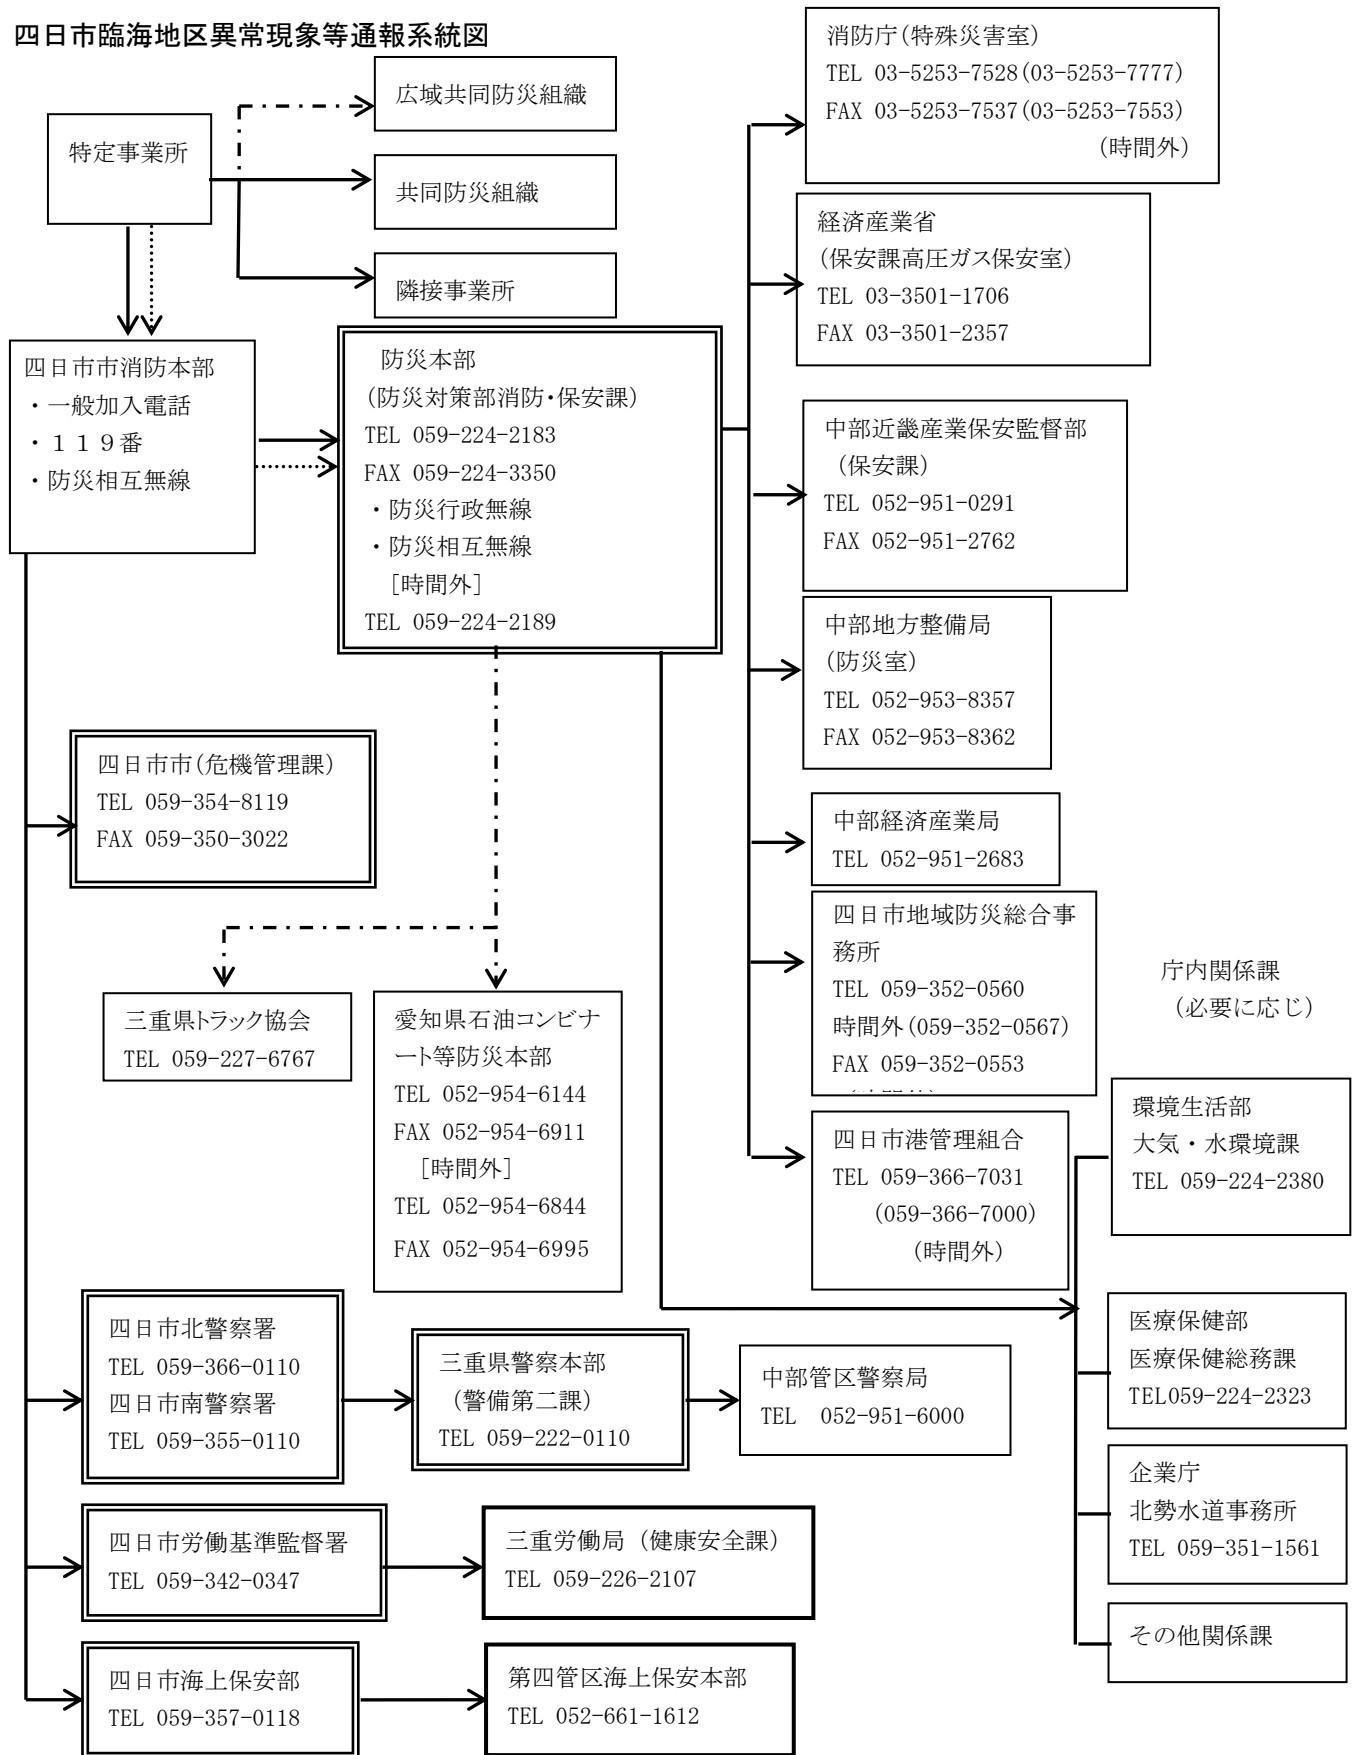 四日市臨海地区異常現象等通報系統図
特定事業所
広域共同防災組織
共同防災組織
隣接事業所
四日市市消防本部
・一般加入電話
・１１９番
・防災相互無線
防災本部
(防災対策部消防・保安課)
TEL 059-224-2183
FAX 059-224-3350
・防災行政無線
・防災相互無線
［時間外］
TEL 059-224-2189
消防庁(特殊災害室)
TEL 03-5253-7528(03-5253-7777)
FAX 03-5253-7537(03-5253-7553)
(時間外)
経済産業省
(保安課高圧ガス保安室)
TEL 03-3501-1706
FAX 03-3501-2357
中部近畿産業保安監督部
(保安課)
TEL 052-951-0291
FAX 052-951-2762
中部地方整備局
(防災室)
TEL 052-953-8357
FAX 052-953-8362
中部経済産業局
TEL 052-951-2683
四日市地域防災総合事
務所
TEL 059-352-0560
時間外(059-352-0567)
FAX 059-352-0553
四日市港管理組合
TEL 059-366-7031
(059-366-7000)
(時間外)
四日市市(危機管理課)
TEL 059-354-8119
FAX 059-350-3022
三重県トラック協会
TEL 059-227-6767
愛知県石油コンビナ
ート等防災本部
TEL 052-954-6144
FAX 052-954-6911
［時間外］
TEL 052-954-6844
FAX 052-954-6995
庁内関係課
(必要に応じ)
環境生活部
大気・水環境課
TEL 059-224-2380
医療保健部
医療保健総務課
TEL059-224-2323
企業庁
北勢水道事務所
TEL 059-351-1561
その他関係課
四日市北警察署
TEL 059-366-0110
四日市南警察署
TEL 059-355-0110
三重県警察本部
(警備第二課)
TEL 059-222-0110
中部管区警察局
TEL 052-951-6000
四日市労働基準監督署
TEL 059-342-0347
三重労働局（健康安全課）
TEL 059-226-2107
四日市海上保安部
TEL 059-357-0118
第四管区海上保安本部
TEL 052-661-1612